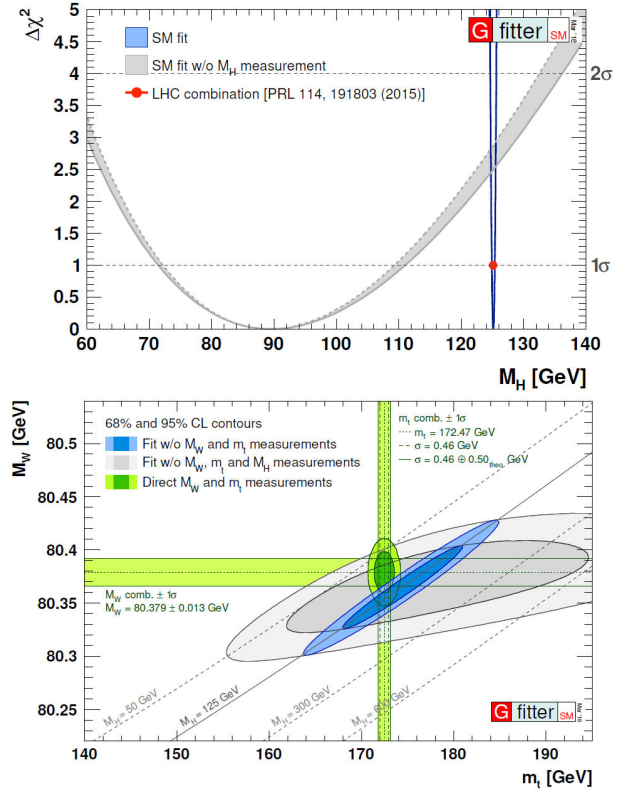 Δχ²
5
4.5
4
3.5
3
2.5
2
1.5
1
0.5
0
SM fit
SM fit w/o M_H measurement
LHC combination [PRL 114, 191803 (2015)]
G fitter SM
2σ
1σ
60 70 80 90 100 110 120 130 140
M_H [GeV]
M_W [GeV]
80.5
80.45
80.4
80.35
80.3
80.25
68% and 95% CL contours
Fit w/o M_W and m_t measurements
Fit w/o M_W, m_t and M_H measurements
Direct M_W and m_t measurements
m_t comb. ± 1σ
m_t = 172.47 GeV
σ = 0.46 GeV
σ = 0.46 ⊕ 0.50_theo. GeV
M_W comb. ± 1σ
M_W = 80.379 ± 0.013 GeV
M_H = 50 GeV
M_H = 125 GeV
M_H = 300 GeV
M_H = 600 GeV
G fitter SM
140 150 160 170 180 190
m_t [GeV]